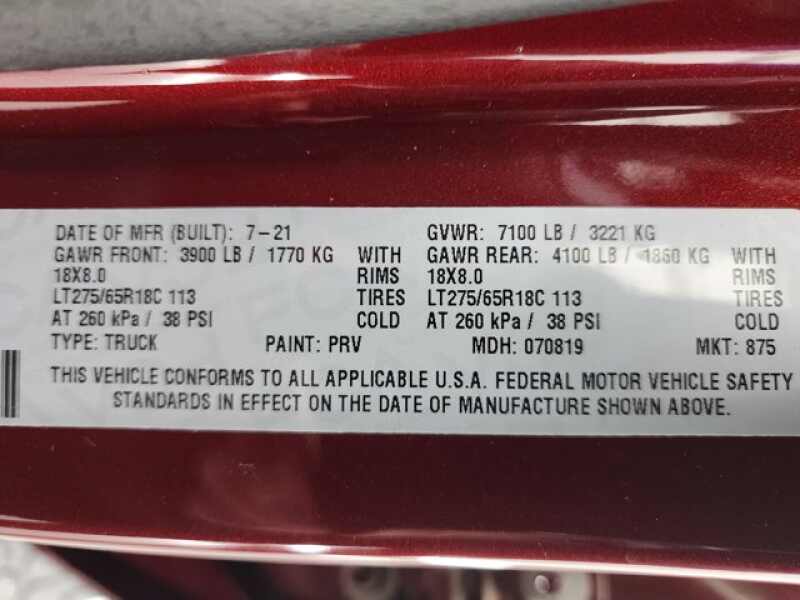 DATE OF MFR (BUILT): 7-21 GVWR: 7100 LB / 3221 KG
GAWR FRONT: 3900 LB / 1770 KG WITH GAWR REAR: 4100 LB / 1860 KG WITH
18X8.0 RIMS 18X8.0 RIMS
LT275/65R18C 113 TIRES LT275/65R18C 113 TIRES
AT 260 kPa / 38 PSI COLD AT 260 kPa / 38 PSI COLD
TYPE: TRUCK PAINT: PRV MDH: 070819 MKT: 875
THIS VEHICLE CONFORMS TO ALL APPLICABLE U.S.A. FEDERAL MOTOR VEHICLE SAFETY
STANDARDS IN EFFECT ON THE DATE OF MANUFACTURE SHOWN ABOVE.